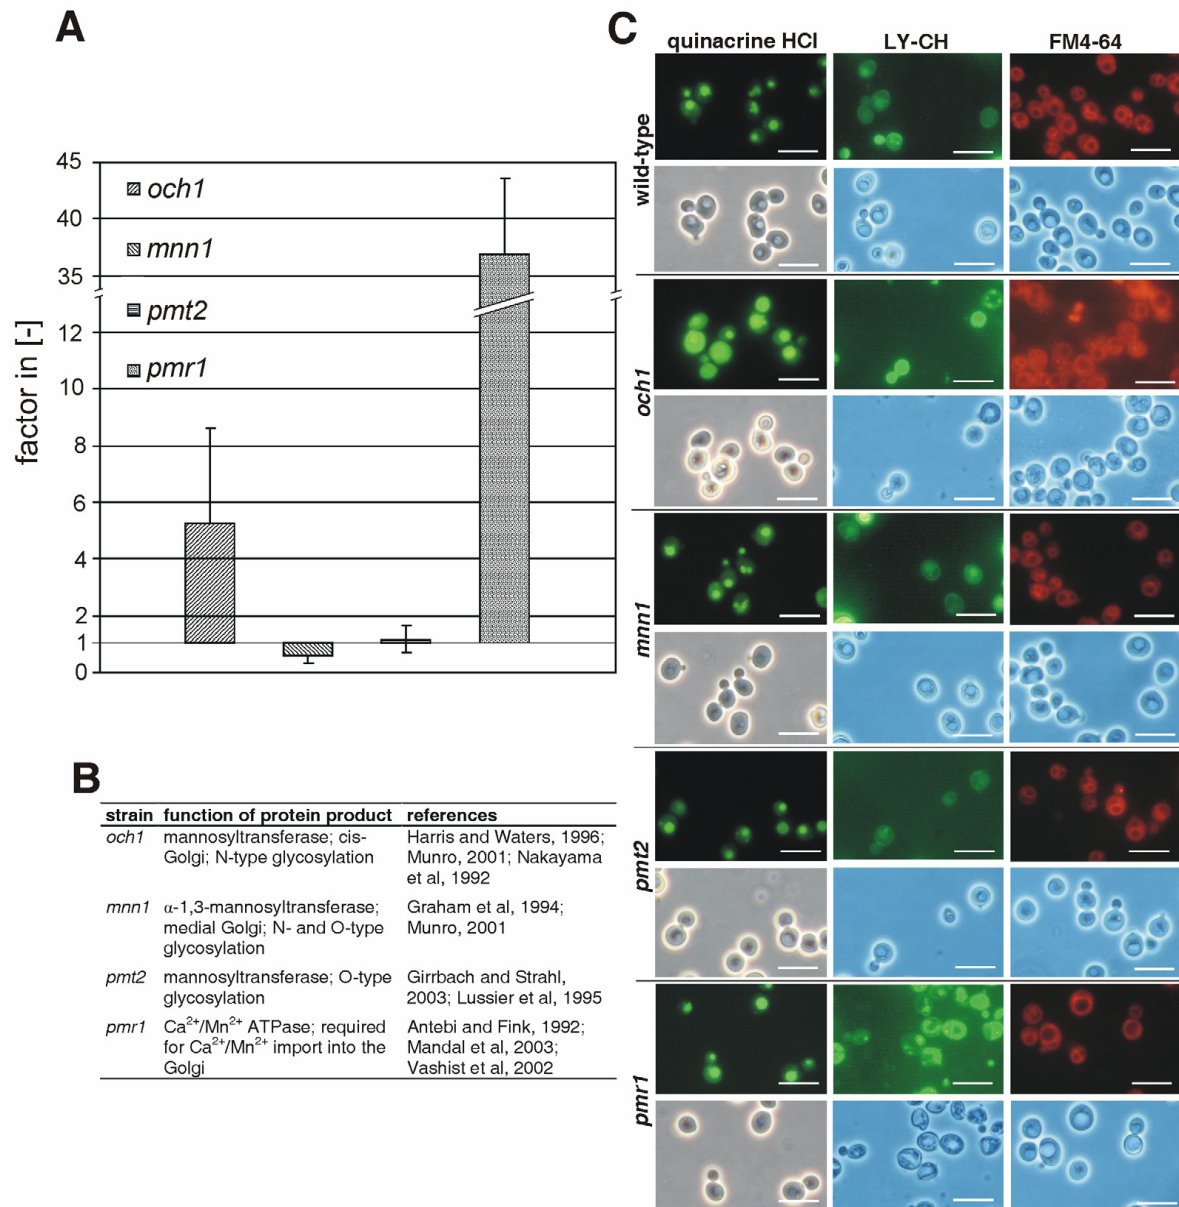 A
45
40
35
12
10
8
6
4
2
1
0
factor in [-]
och1
mnn1
pmt2
pmr1
B
strain function of protein product references
och1 mannosyltransferase; cis- Harris and Waters, 1996;
Golgi; N-type glycosylation Munro, 2001; Nakayama
et al, 1992
mnn1 α-1,3-mannosyltransferase; Graham et al, 1994;
medial Golgi; N- and O-type Munro, 2001
glycosylation
pmt2 mannosyltransferase; O-type Girrbach and Strahl,
glycosylation 2003; Lussier et al, 1995
pmr1 Ca²⁺/Mn²⁺ ATPase; required Antebi and Fink, 1992;
for Ca²⁺/Mn²⁺ import into the Mandal et al, 2003;
Golgi Vashist et al, 2002
C
quinacrine HCl LY-CH FM4-64
wild-type
och1
mnn1
pmt2
pmr1